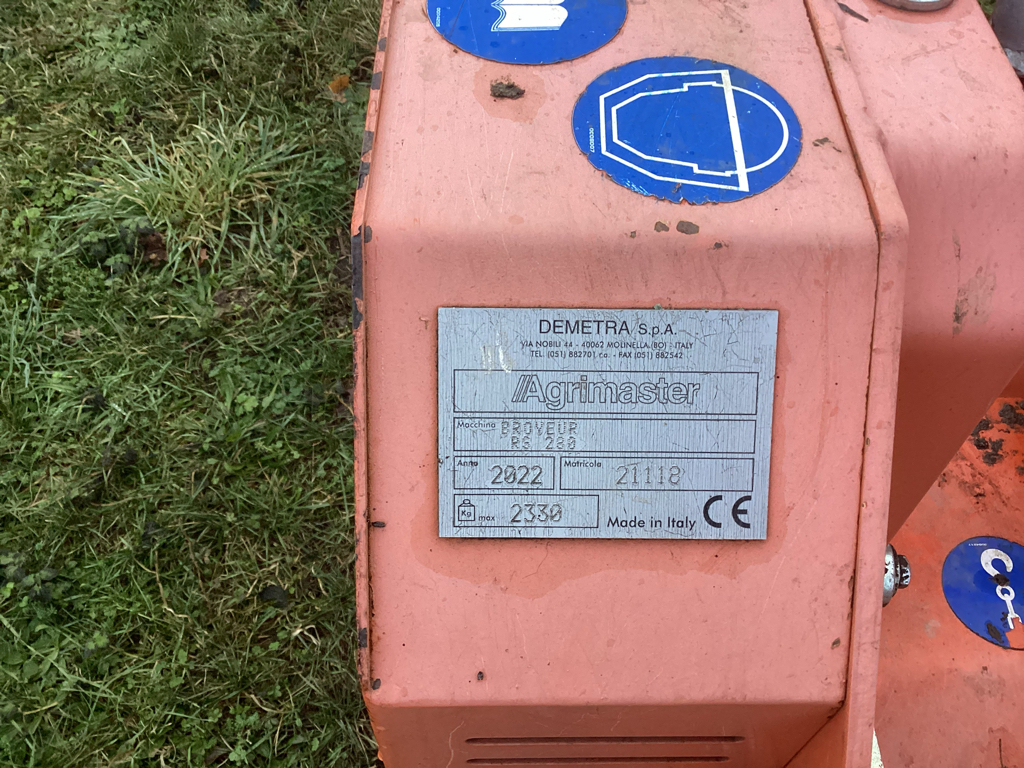 DEMETRA S.p.A.
VIA NOBILI 44 - 40062 MOLINELLA (BO) - ITALY
TEL. (051) 882701 r.a. - FAX (051) 882542
Agrimaster
Macchina BROVEUR
RS 280
Anno 2022 Matricola 21118
Kg max 2330 Made in Italy CE